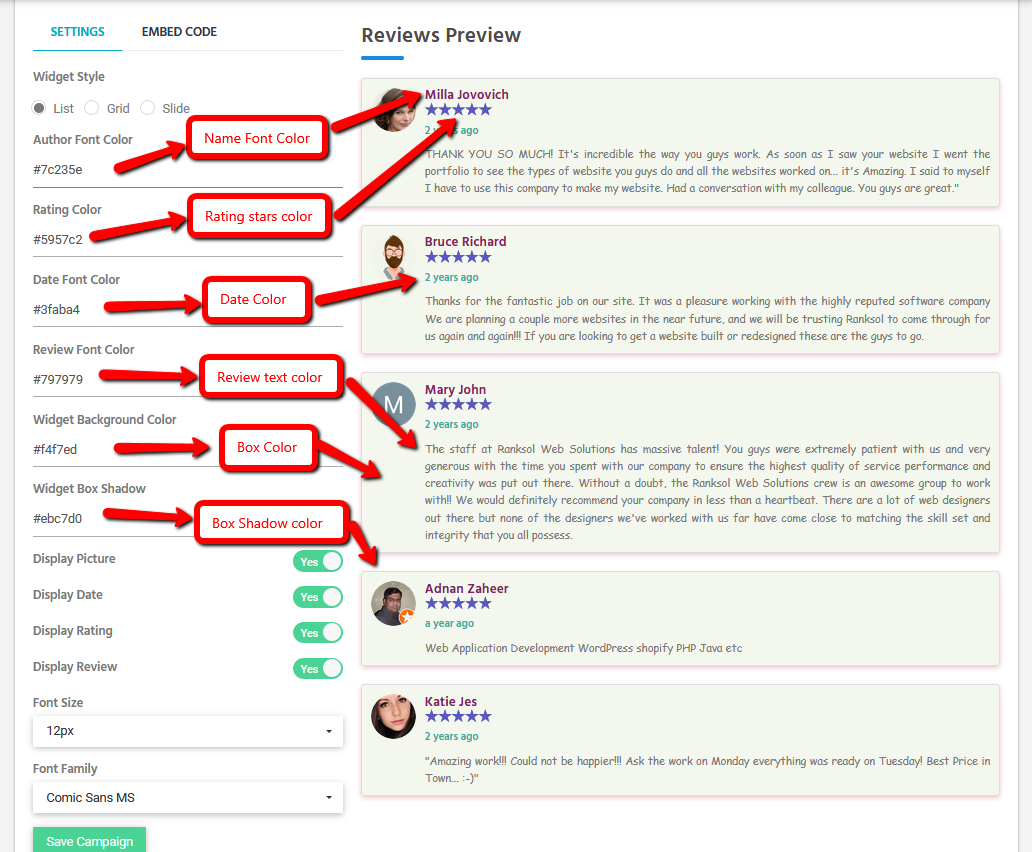 SETTINGS
EMBED CODE
Widget Style
List
Grid
Slide
Author Font Color
#7c235e
Name Font Color
Rating Color
#5957c2
Rating stars color
Date Font Color
#3faba4
Date Color
Review Font Color
#797979
Review text color
Widget Background Color
#f4f7ed
Box Color
Widget Box Shadow
#ebc7d0
Box Shadow color
Display Picture
Yes
Display Date
Yes
Display Rating
Yes
Display Review
Yes
Font Size
12px
Font Family
Comic Sans MS
Save Campaign
Reviews Preview
Milla Jovovich
2 years ago
THANK YOU SO MUCH! It's incredible the way you guys work. As soon as I saw your website I went the
portfolio to see the types of website you guys do and all the websites worked on... it's Amazing. I said to myself
I have to use this company to make my website. Had a conversation with my colleague. You guys are great."
Bruce Richard
2 years ago
Thanks for the fantastic job on our site. It was a pleasure working with the highly reputed software company
We are planning a couple more websites in the near future, and we will be trusting Ranksol to come through for
us again and again!!! If you are looking to get a website built or redesigned these are the guys to go.
M
Mary John
2 years ago
The staff at Ranksol Web Solutions has massive talent! You guys were extremely patient with us and very
generous with the time you spent with our company to ensure the highest quality of service performance and
creativity was put out there. Without a doubt, the Ranksol Web Solutions crew is an awesome group to work
with!! We would definitely recommend your company in less than a heartbeat. There are a lot of web designers
out there but none of the designers we've worked with us far have come close to matching the skill set and
integrity that you all possess.
Adnan Zaheer
a year ago
Web Application Development WordPress shopify PHP Java etc
Katie Jes
2 years ago
"Amazing work!!! Could not be happier!!! Ask the work on Monday everything was ready on Tuesday! Best Price in
Town... :-)"